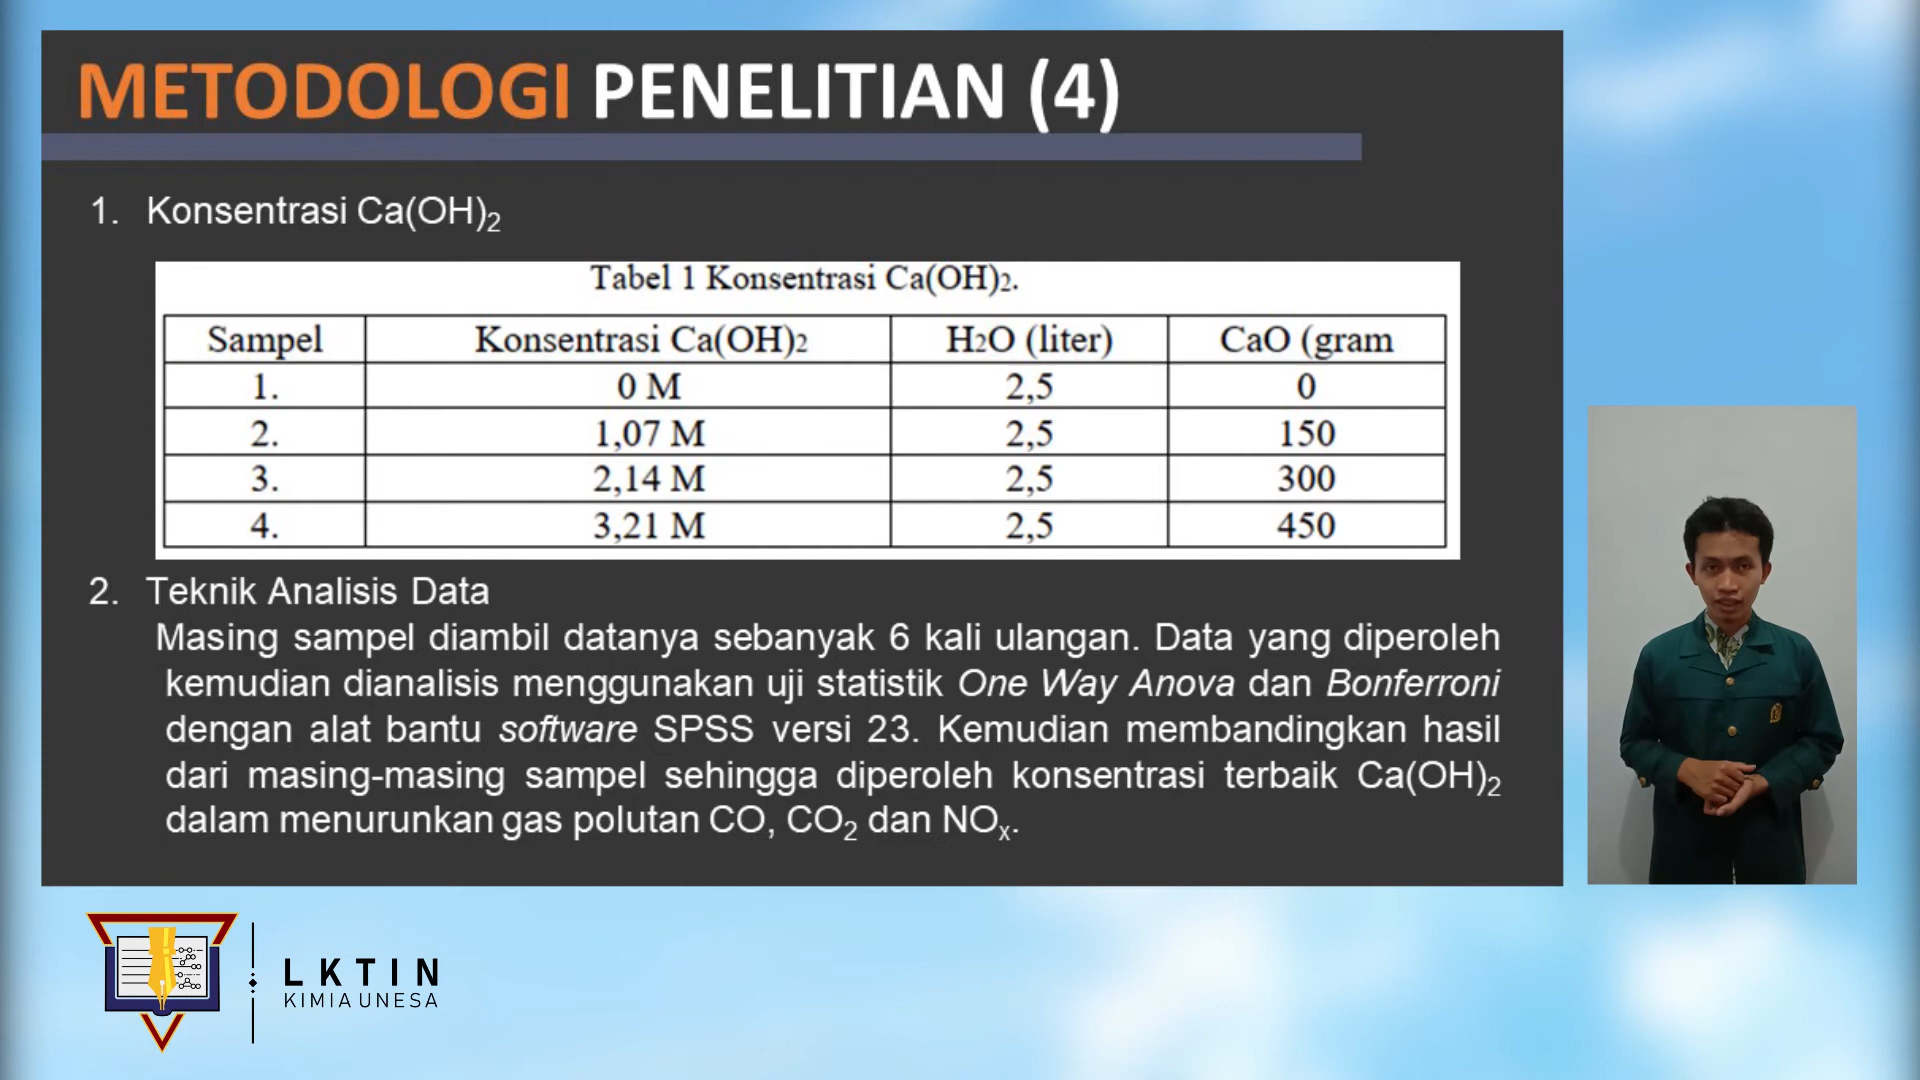 METODOLOGI PENELITIAN (4)
1. Konsentrasi Ca(OH)₂
Tabel 1 Konsentrasi Ca(OH)₂.
Sampel Konsentrasi Ca(OH)₂ H₂O (liter) CaO (gram
1. 0 M 2,5 0
2. 1,07 M 2,5 150
3. 2,14 M 2,5 300
4. 3,21 M 2,5 450
2. Teknik Analisis Data
Masing sampel diambil datanya sebanyak 6 kali ulangan. Data yang diperoleh
kemudian dianalisis menggunakan uji statistik One Way Anova dan Bonferroni
dengan alat bantu software SPSS versi 23. Kemudian membandingkan hasil
dari masing-masing sampel sehingga diperoleh konsentrasi terbaik Ca(OH)₂
dalam menurunkan gas polutan CO, CO₂ dan NOₓ.
LKTIN
KIMIA UNESA